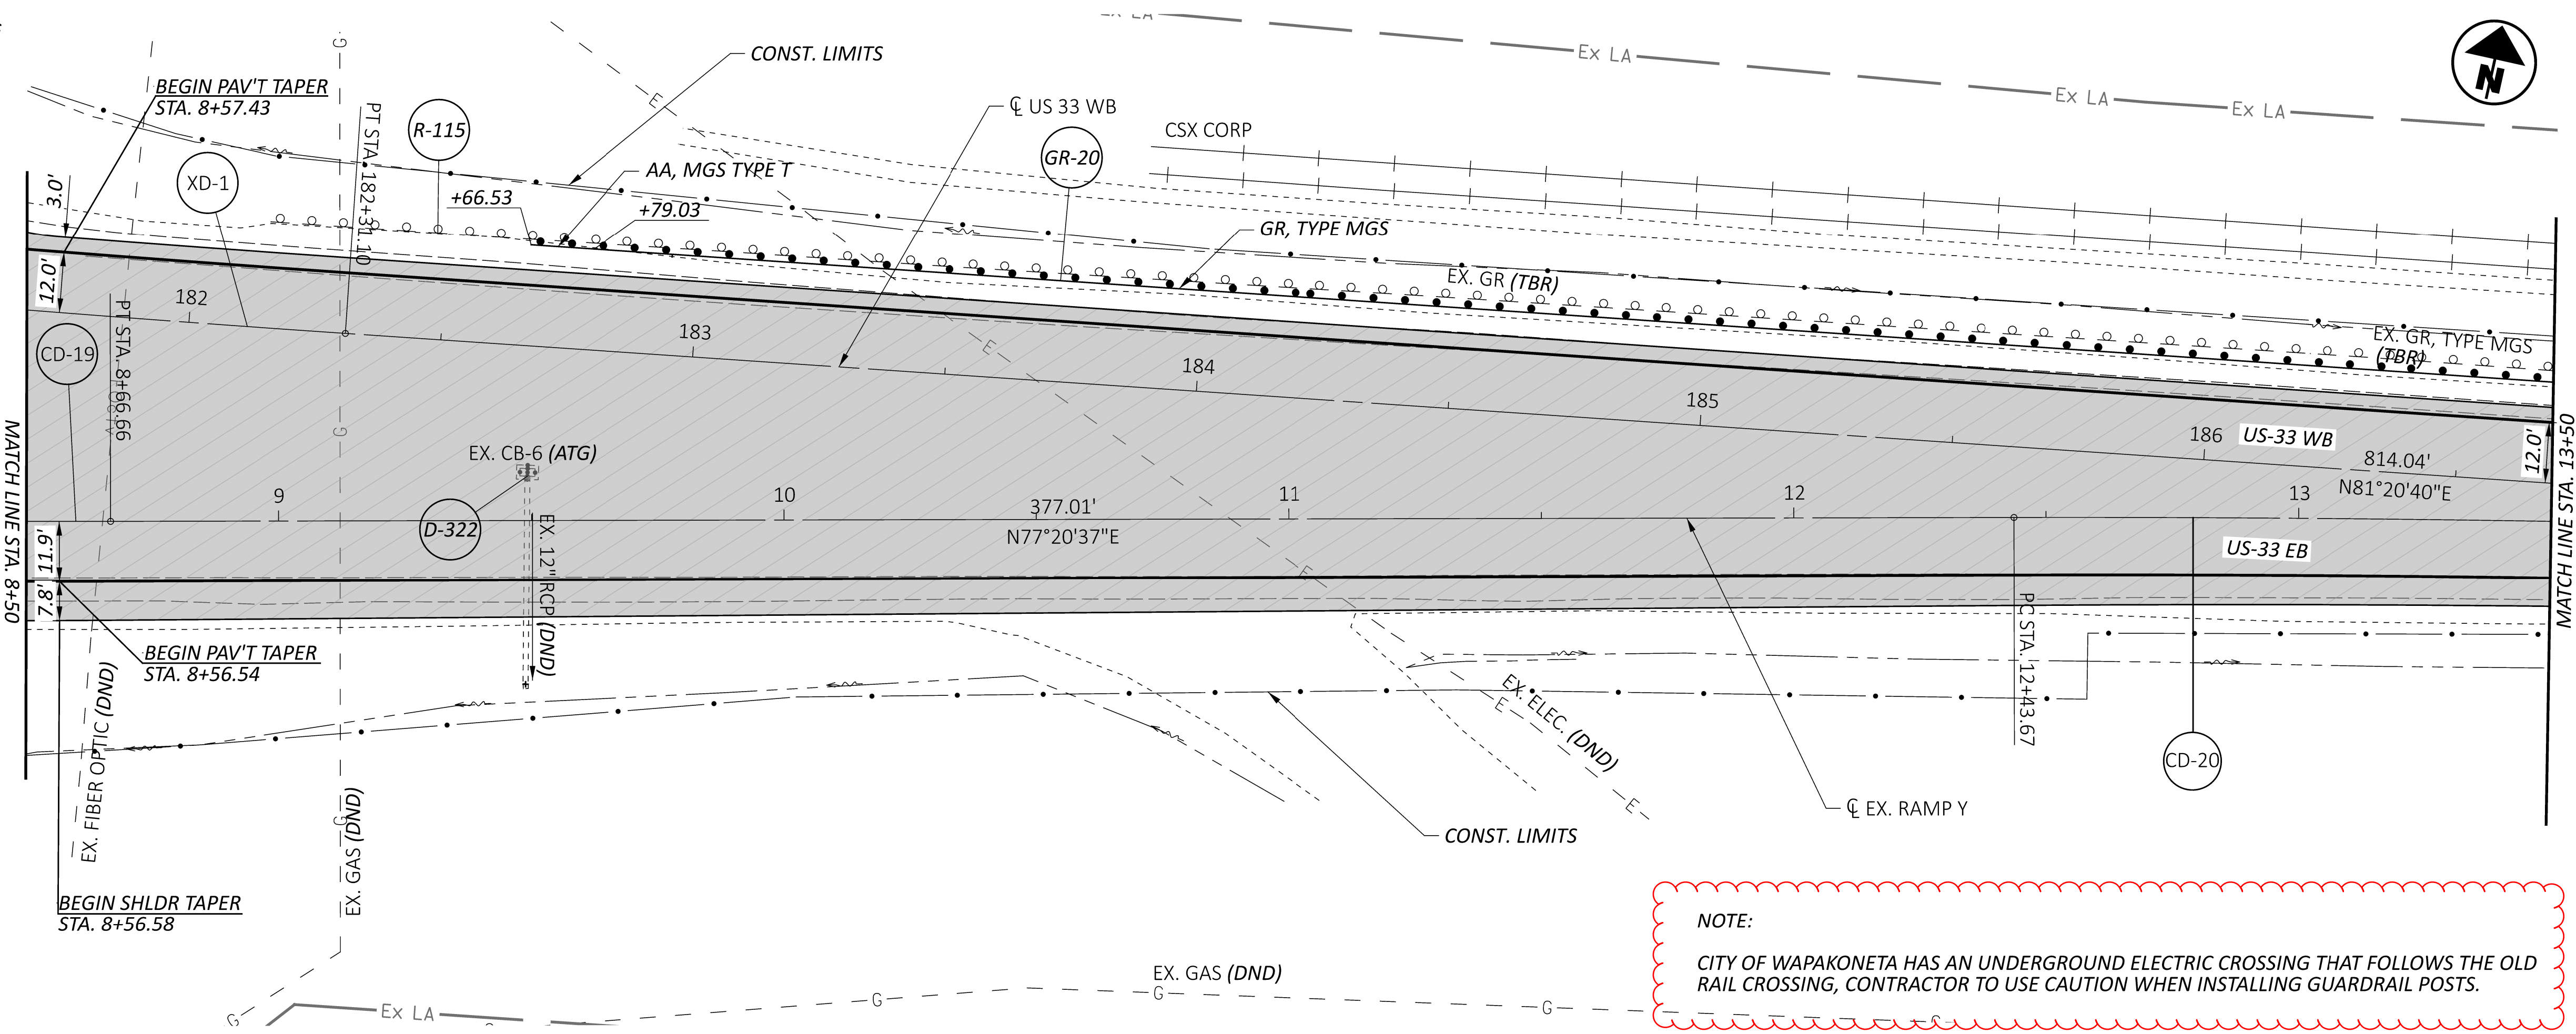 Ex LA
Ex LA
Ex LA
Ex LA
N
G
CONST. LIMITS
BEGIN PAV'T TAPER
STA. 8+57.43
E
R-115
℄ US 33 WB
CSX CORP
GR-20
PT STA. 182+31.10
XD-1
AA, MGS TYPE T
+66.53
+79.03
3.0'
GR, TYPE MGS
EX. GR (TBR)
12.0'
182
183
184
185
186
US-33 WB
EX. GR, TYPE MGS
(TBR)
CD-19
PT STA. 8+66.66
E
G
814.04'
N81°20'40"E
12.0'
MATCH LINE STA. 8+50
MATCH LINE STA. 13+50
EX. CB-6 (ATG)
9
10
11
12
13
377.01'
N77°20'37"E
D-322
EX. 12" RCP (DND)
11.9'
7.8'
US-33 EB
E
BEGIN PAV'T TAPER
STA. 8+56.54
PC STA. 12+43.67
EX. FIBER OPTIC (DND)
EX. ELEC. (DND)
E
E
CD-20
℄ EX. RAMP Y
CONST. LIMITS
G
EX. GAS (DND)
BEGIN SHLDR TAPER
STA. 8+56.58
NOTE:
CITY OF WAPAKONETA HAS AN UNDERGROUND ELECTRIC CROSSING THAT FOLLOWS THE OLD
RAIL CROSSING, CONTRACTOR TO USE CAUTION WHEN INSTALLING GUARDRAIL POSTS.
EX. GAS (DND)
G
G
G
G
G
G
Ex LA